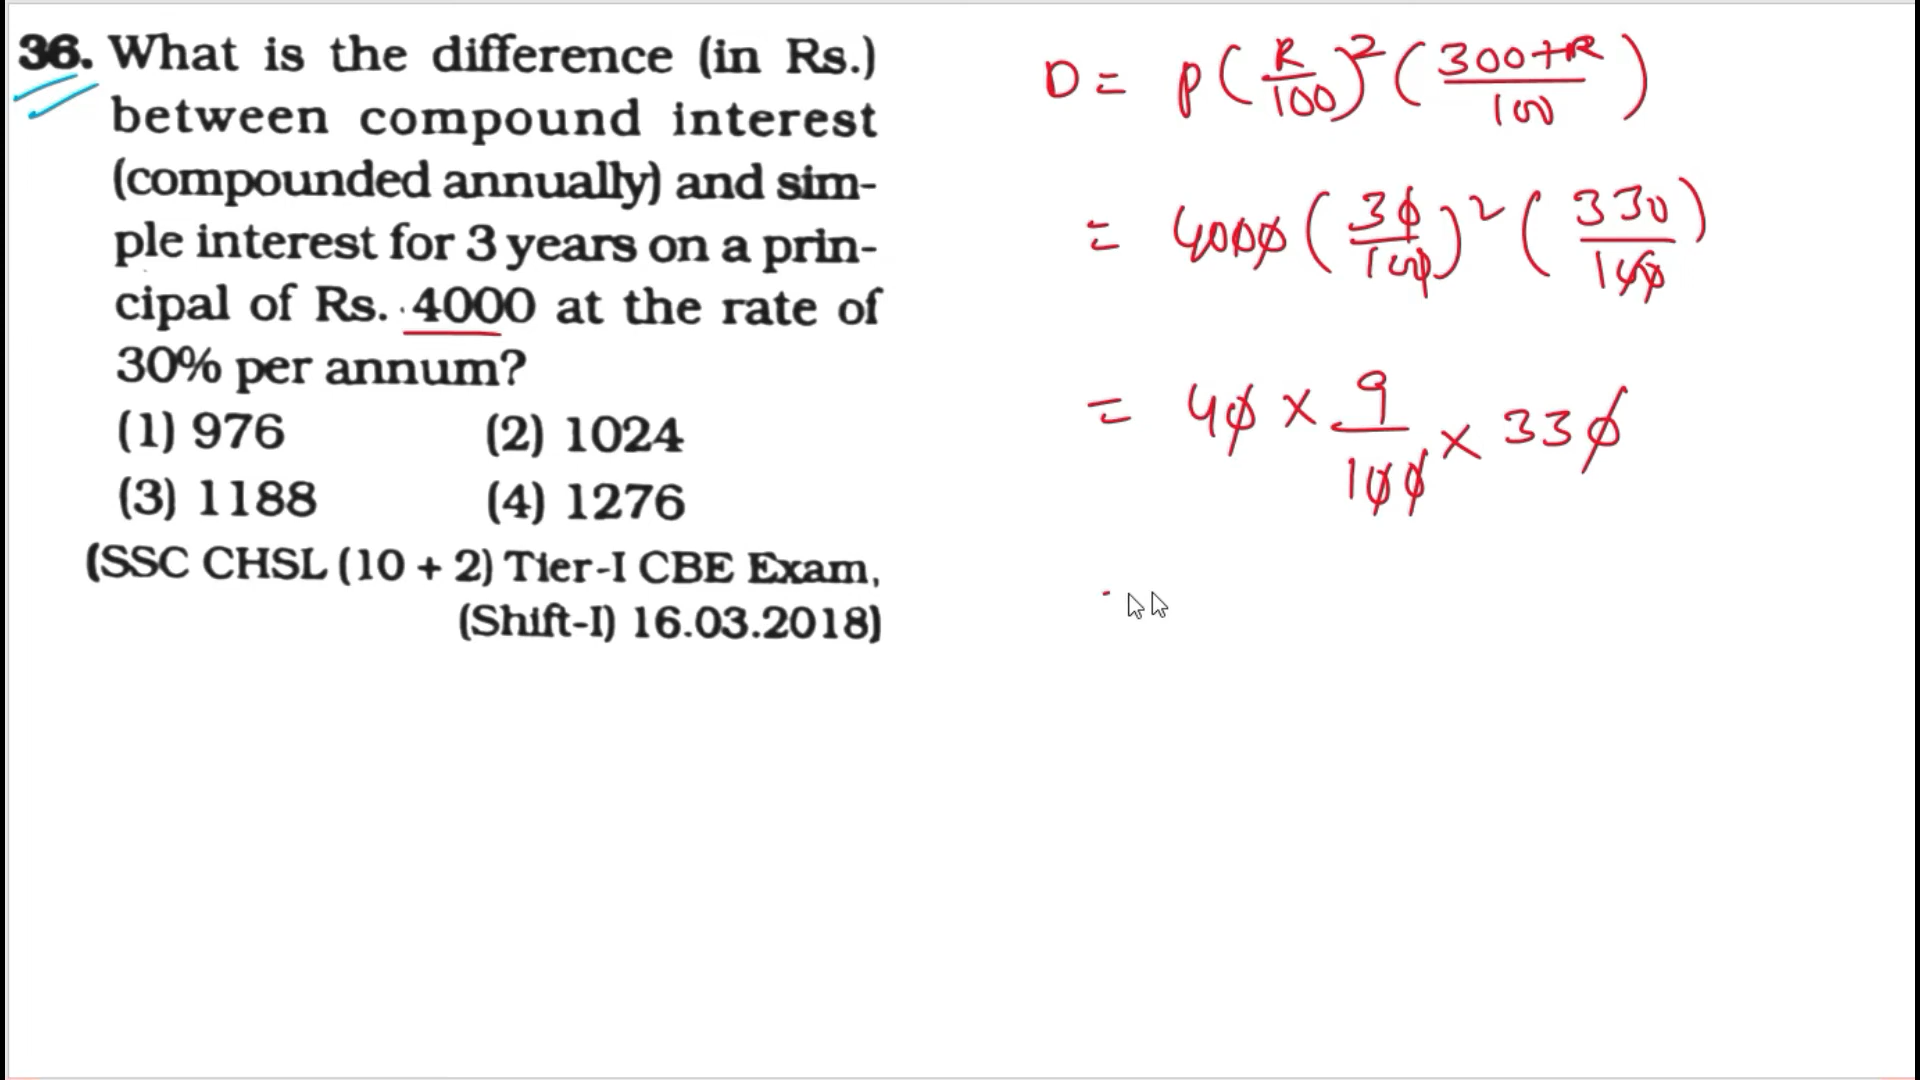 36. What is the difference (in Rs.)
between compound interest
(compounded annually) and sim-
ple interest for 3 years on a prin-
cipal of Rs. 4000 at the rate of
30% per annum?
(1) 976 (2) 1024
(3) 1188 (4) 1276
(SSC CHSL (10 + 2) Tier-I CBE Exam,
(Shift-I) 16.03.2018)
D = P(R/100)²(300+R/100)
= 4000(30/100)²(330/100)
= 40 × 9/100 × 330